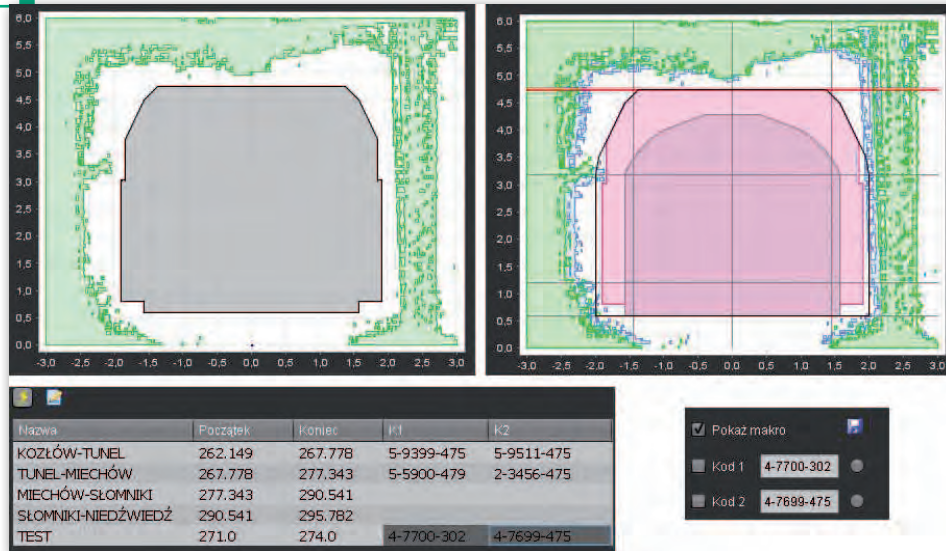 6,0
5,5
5,0
4,5
4,0
3,5
3,0
2,5
2,0
1,5
1,0
0,5
0,0
-3,0 -2,5 -2,0 -1,5 -1,0 -0,5 0,0 0,5 1,0 1,5 2,0 2,5 3,0
6,0
5,5
5,0
4,5
4,0
3,5
3,0
2,5
2,0
1,5
1,0
0,5
0,0
-3,0 -2,5 -2,0 -1,5 -1,0 -0,5 0,0 0,5 1,0 1,5 2,0 2,5 3,0
Nazwa Początek Koniec K1 K2
KOZŁÓW-TUNEL 262.149 267.778 5-9399-475 5-9511-475
TUNEL-MIECHÓW 267.778 277.343 5-5900-479 2-3456-475
MIECHÓW-SŁOMNIKI 277.343 290.541
SŁOMNIKI-NIEDŹWIEDŹ 290.541 295.782
TEST 271.0 274.0 4-7700-302 4-7699-475
Pokaż makro
Kod 1 4-7700-302
Kod 2 4-7699-475